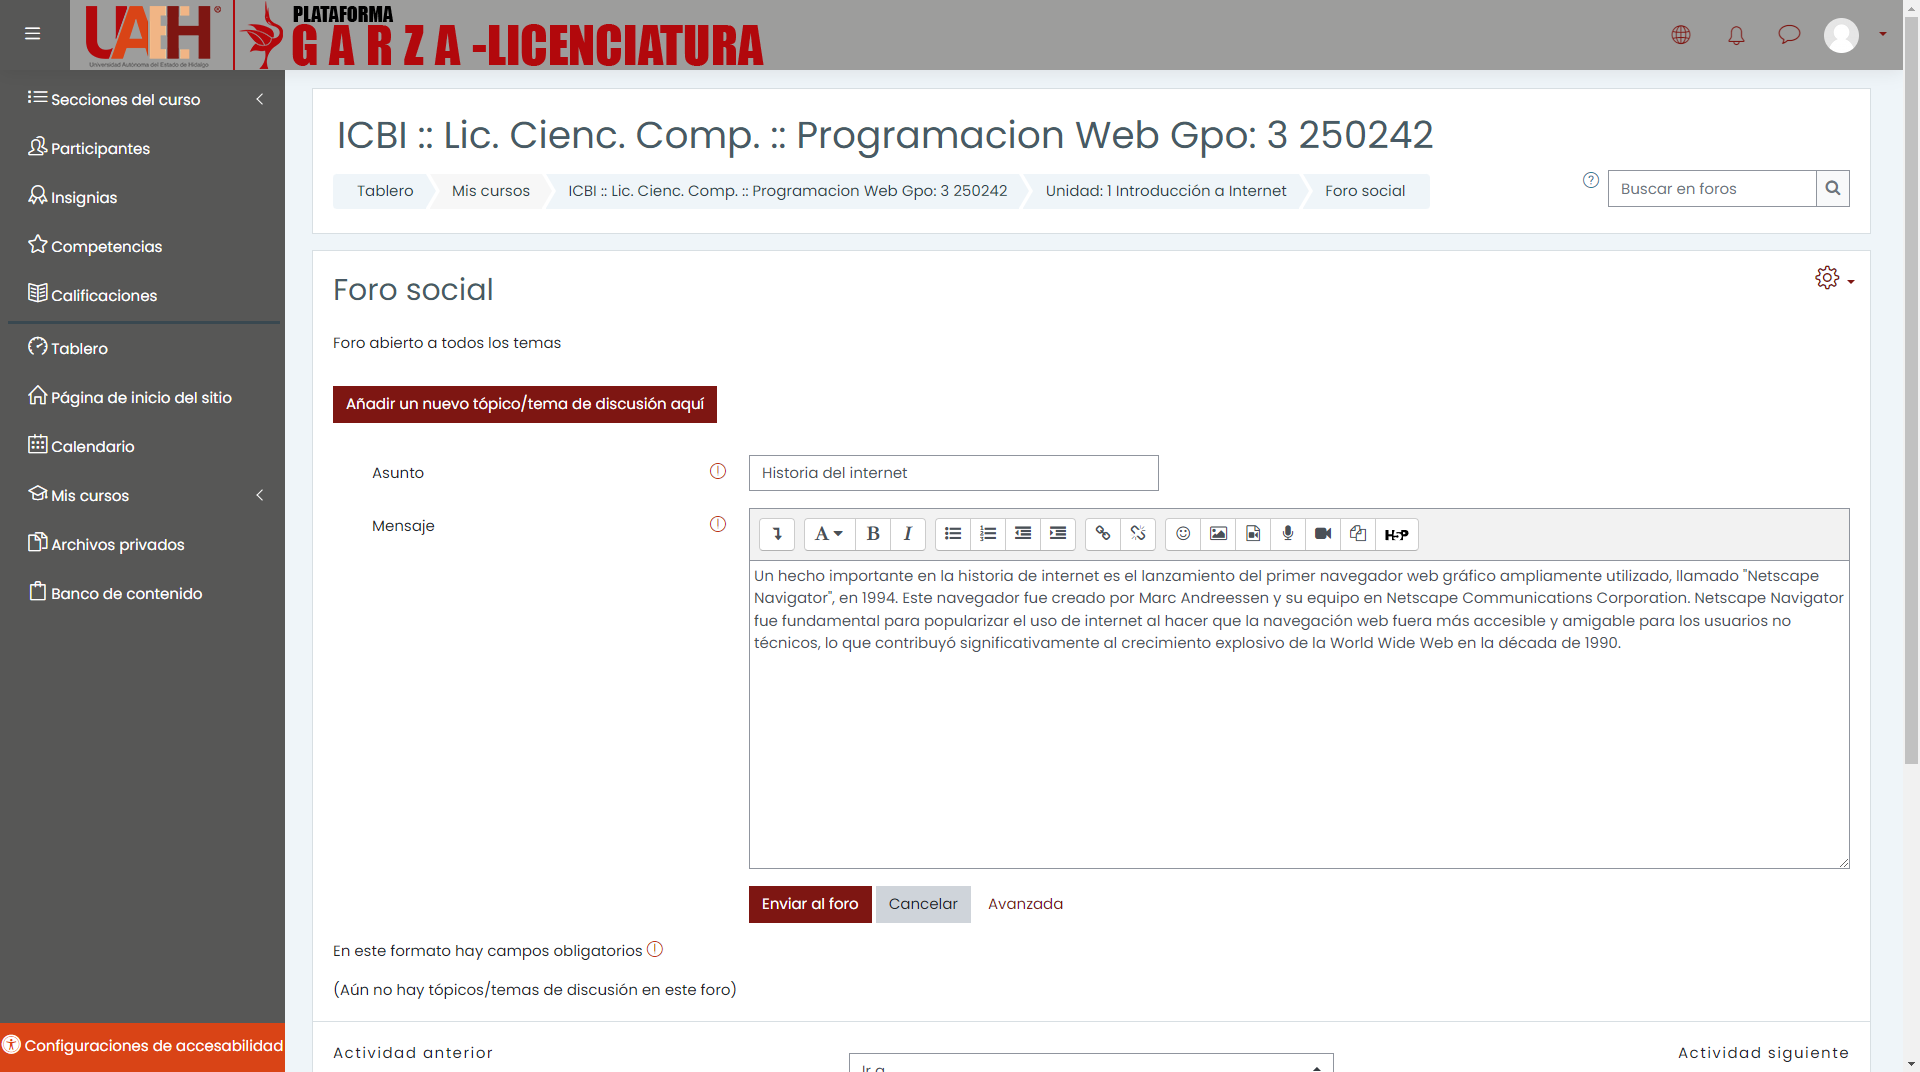 UAEH
Universidad Autónoma del Estado de Hidalgo
PLATAFORMA
GARZA -LICENCIATURA
Secciones del curso
Participantes
Insignias
Competencias
Calificaciones
Tablero
Página de inicio del sitio
Calendario
Mis cursos
Archivos privados
Banco de contenido
Configuraciones de accesabilidad
ICBI :: Lic. Cienc. Comp. :: Programacion Web Gpo: 3 250242
Tablero Mis cursos ICBI :: Lic. Cienc. Comp. :: Programacion Web Gpo: 3 250242 Unidad: 1 Introducción a Internet Foro social
Buscar en foros
Foro social
Foro abierto a todos los temas
Añadir un nuevo tópico/tema de discusión aquí
Asunto
Historia del internet
Mensaje
A B I H5P
Un hecho importante en la historia de internet es el lanzamiento del primer navegador web gráfico ampliamente utilizado, llamado "Netscape
Navigator", en 1994. Este navegador fue creado por Marc Andreessen y su equipo en Netscape Communications Corporation. Netscape Navigator
fue fundamental para popularizar el uso de internet al hacer que la navegación web fuera más accesible y amigable para los usuarios no
técnicos, lo que contribuyó significativamente al crecimiento explosivo de la World Wide Web en la década de 1990.
Enviar al foro Cancelar Avanzada
En este formato hay campos obligatorios
(Aún no hay tópicos/temas de discusión en este foro)
Actividad anterior
Ir a
Actividad siguiente